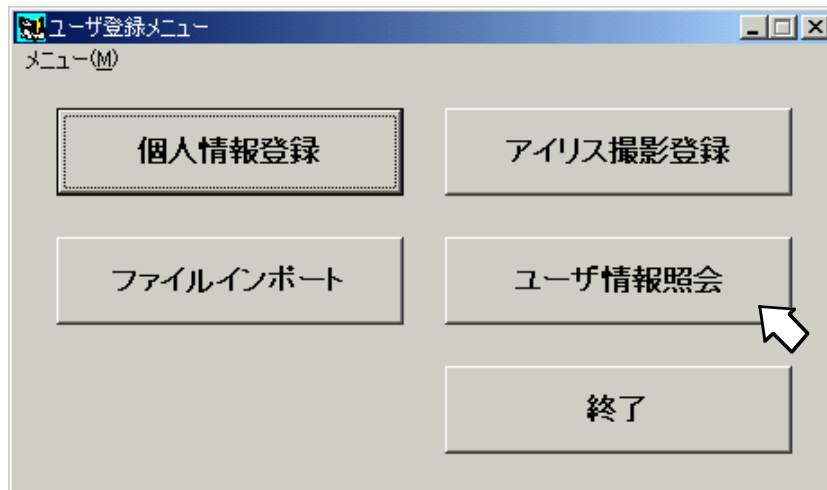 ユーザ登録メニュー
メニュー(M)
個人情報登録
アイリス撮影登録
ファイルインポート
ユーザ情報照会
終了